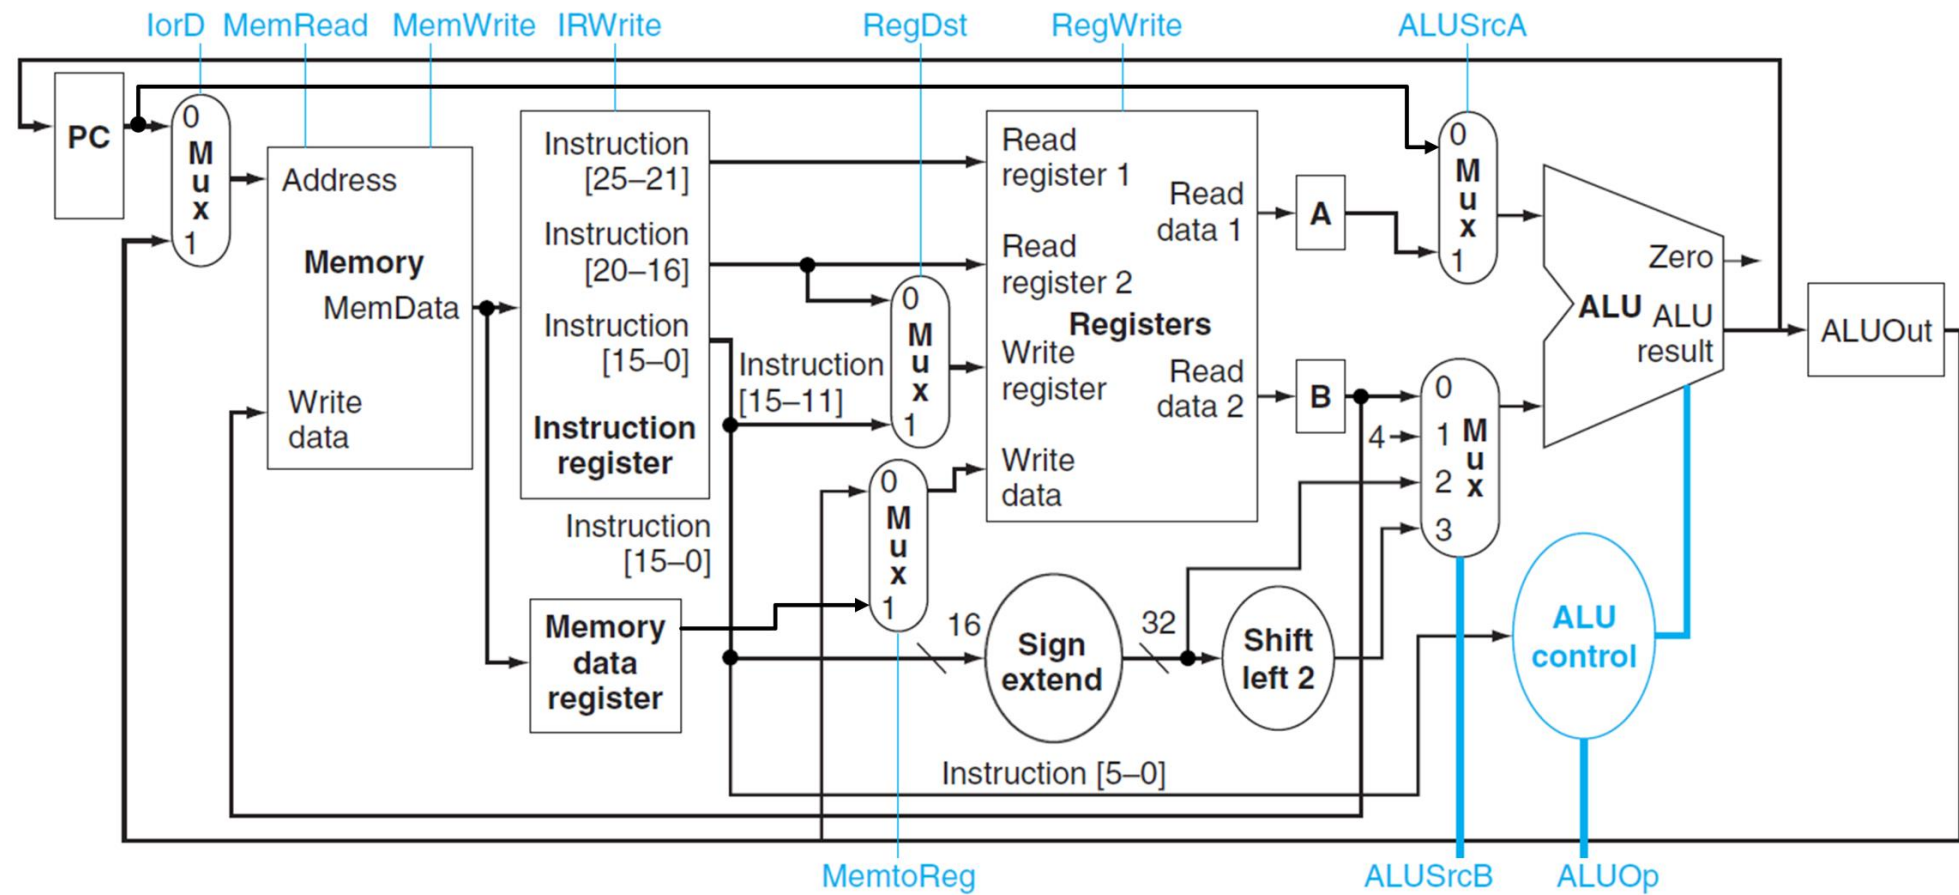 IorD MemRead MemWrite IRWrite RegDst RegWrite ALUSrcA
PC
0
M
u
x
1
Address
Memory
MemData
Write
data
Instruction
[25–21]
Instruction
[20–16]
Instruction
[15–0]
Instruction
register
Instruction
[15–11]
Instruction
[15–0]
Memory
data
register
0
M
u
x
1
0
M
u
x
1
Read
register 1
Read
register 2
Registers
Write
register
Write
data
Read
data 1
Read
data 2
A
B
0
M
u
x
1
4
0
1 M
u
2 x
3
Zero
ALU
ALU
result
ALUOut
16
Sign
extend
32
Shift
left 2
ALU
control
Instruction [5–0]
MemtoReg ALUSrcB ALUOp